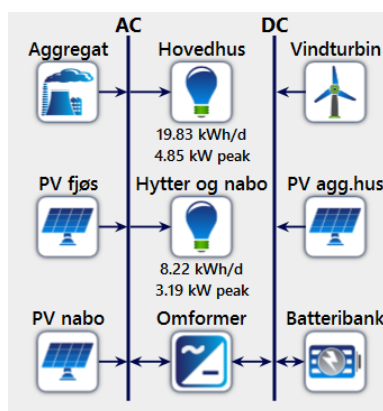 AC DC
Aggregat Hovedhus Vindturbin
19.83 kWh/d
4.85 kW peak
PV fjøs Hytter og nabo PV agg.hus
8.22 kWh/d
3.19 kW peak
PV nabo Omformer Batteribank